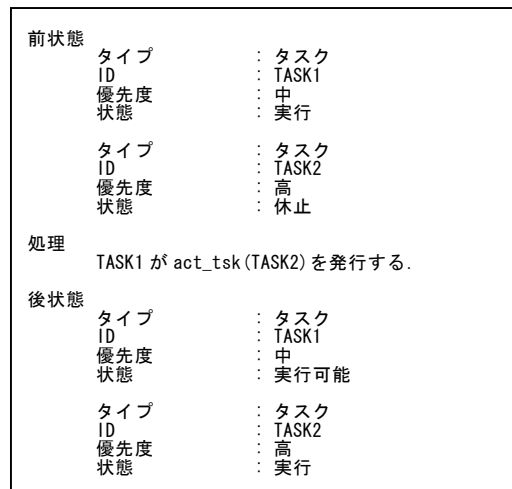 前状態
タイプ : タスク
ID : TASK1
優先度 : 中
状態 : 実行
タイプ : タスク
ID : TASK2
優先度 : 高
状態 : 休止
処理
TASK1 が act_tsk(TASK2)を発行する.
後状態
タイプ : タスク
ID : TASK1
優先度 : 中
状態 : 実行可能
タイプ : タスク
ID : TASK2
優先度 : 高
状態 : 実行